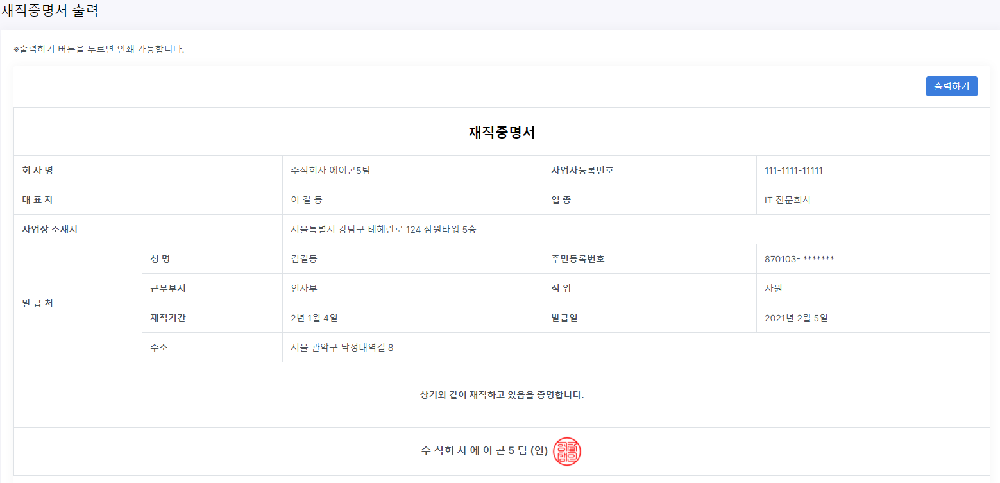 재직증명서 출력
※출력하기 버튼을 누르면 인쇄 가능합니다.
출력하기
재직증명서
회 사 명 주식회사 에이콘5팀 사업자등록번호 111-1111-11111
대 표 자 이 길 동 업 종 IT 전문회사
사업장 소재지 서울특별시 강남구 테헤란로 124 삼원타워 5층
발 급 처
성 명 김길동 주민등록번호 870103- *******
근무부서 인사부 직 위 사원
재직기간 2년 1월 4일 발급일 2021년 2월 5일
주소 서울 관악구 낙성대역길 8
상기와 같이 재직하고 있음을 증명합니다.
주 식회 사 에 이 콘 5 팀 (인)